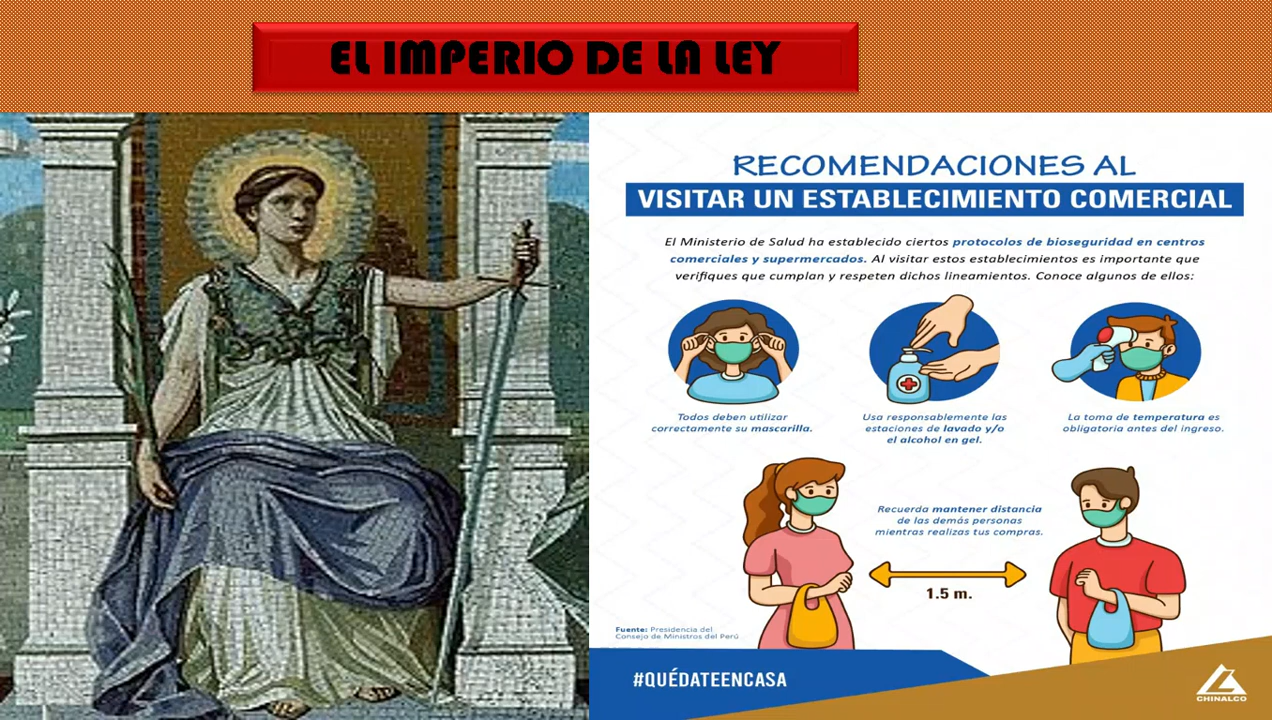 EL IMPERIO DE LA LEY
RECOMENDACIONES AL
VISITAR UN ESTABLECIMIENTO COMERCIAL
El Ministerio de Salud ha establecido ciertos protocolos de bioseguridad en centros
comerciales y supermercados. Al visitar estos establecimientos es importante que
verifiques que cumplan y respeten dichos lineamientos. Conoce algunos de ellos:
Todos deben utilizar
correctamente su mascarilla.
Usa responsablemente las
estaciones de lavado y/o
el alcohol en gel.
La toma de temperatura es
obligatoria antes del ingreso.
Recuerda mantener distancia
de las demás personas
mientras realizas tus compras.
1.5 m.
Fuente: Presidencia del
Consejo de Ministros del Perú
#QUÉDATEENCASA
CHINALCO